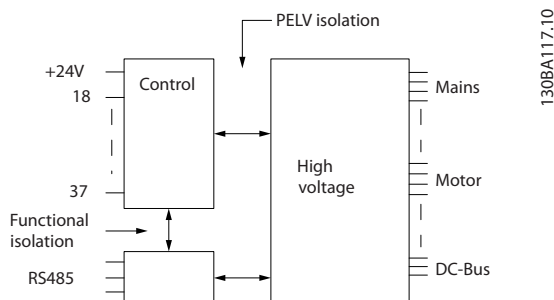 PELV isolation
130BA117.10
+24V
Control
18
Mains
High
voltage
37
Motor
Functional
isolation
RS485
DC-Bus